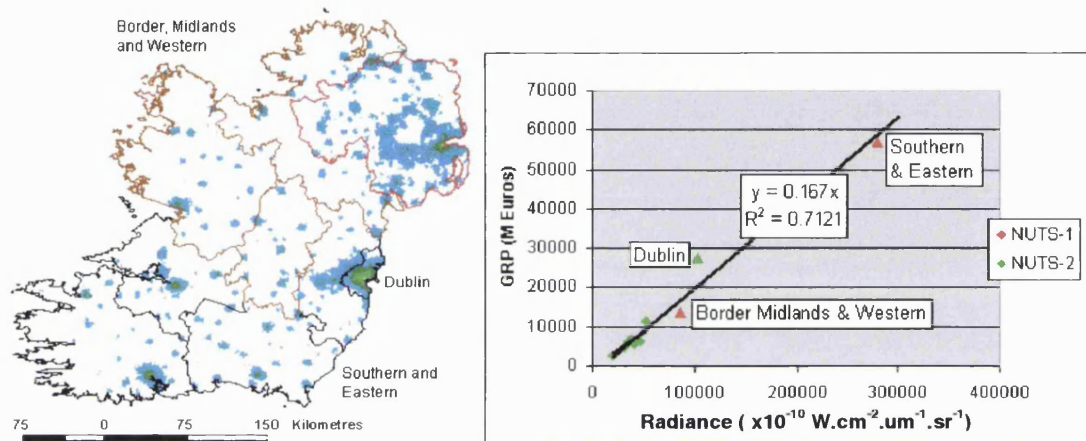 Border, Midlands
and Western
Dublin
Southern and
Eastern
75 0 75 150 Kilometres
70000
60000
50000
40000
30000
20000
10000
0
GRP (M Euros)
Southern
& Eastern
y = 0.167x
R² = 0.7121
Dublin
Border Midlands & Western
NUTS-1
NUTS-2
0 100000 200000 300000 400000
Radiance ( x10⁻¹⁰ W.cm⁻².um⁻¹.sr⁻¹)